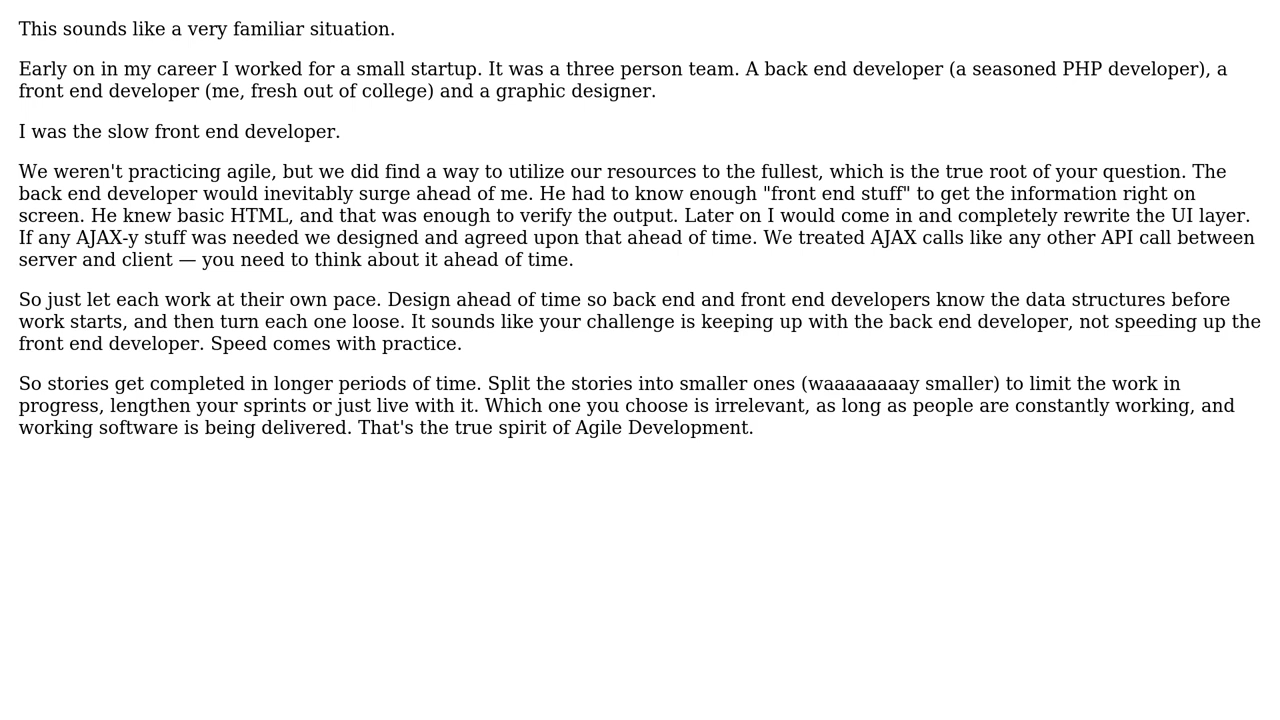 This sounds like a very familiar situation.
Early on in my career I worked for a small startup. It was a three person team. A back end developer (a seasoned PHP developer), a
front end developer (me, fresh out of college) and a graphic designer.
I was the slow front end developer.
We weren't practicing agile, but we did find a way to utilize our resources to the fullest, which is the true root of your question. The
back end developer would inevitably surge ahead of me. He had to know enough "front end stuff" to get the information right on
screen. He knew basic HTML, and that was enough to verify the output. Later on I would come in and completely rewrite the UI layer.
If any AJAX-y stuff was needed we designed and agreed upon that ahead of time. We treated AJAX calls like any other API call between
server and client — you need to think about it ahead of time.
So just let each work at their own pace. Design ahead of time so back end and front end developers know the data structures before
work starts, and then turn each one loose. It sounds like your challenge is keeping up with the back end developer, not speeding up the
front end developer. Speed comes with practice.
So stories get completed in longer periods of time. Split the stories into smaller ones (waaaaaaaay smaller) to limit the work in
progress, lengthen your sprints or just live with it. Which one you choose is irrelevant, as long as people are constantly working, and
working software is being delivered. That's the true spirit of Agile Development.